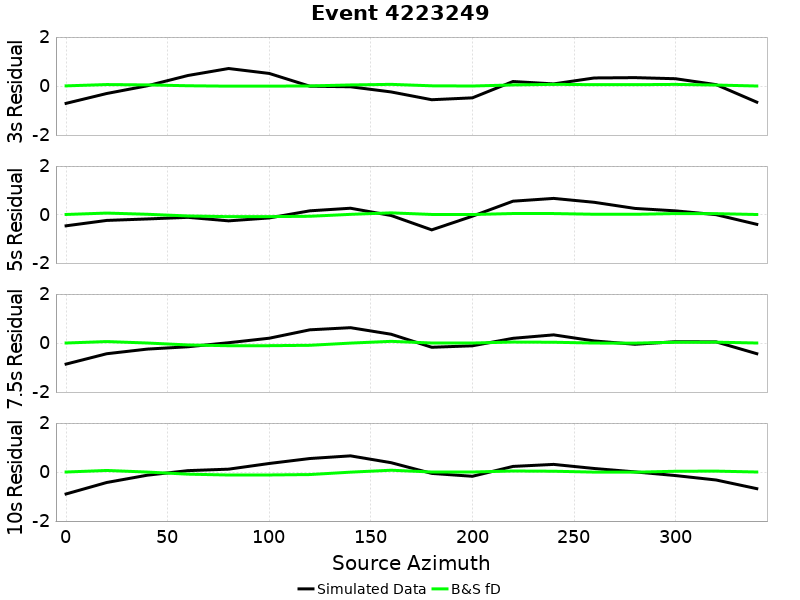 Event 4223249
3s Residual
2
0
-2
5s Residual
2
0
-2
7.5s Residual
2
0
-2
10s Residual
2
0
-2
0 50 100 150 200 250 300
Source Azimuth
Simulated Data B&S fD